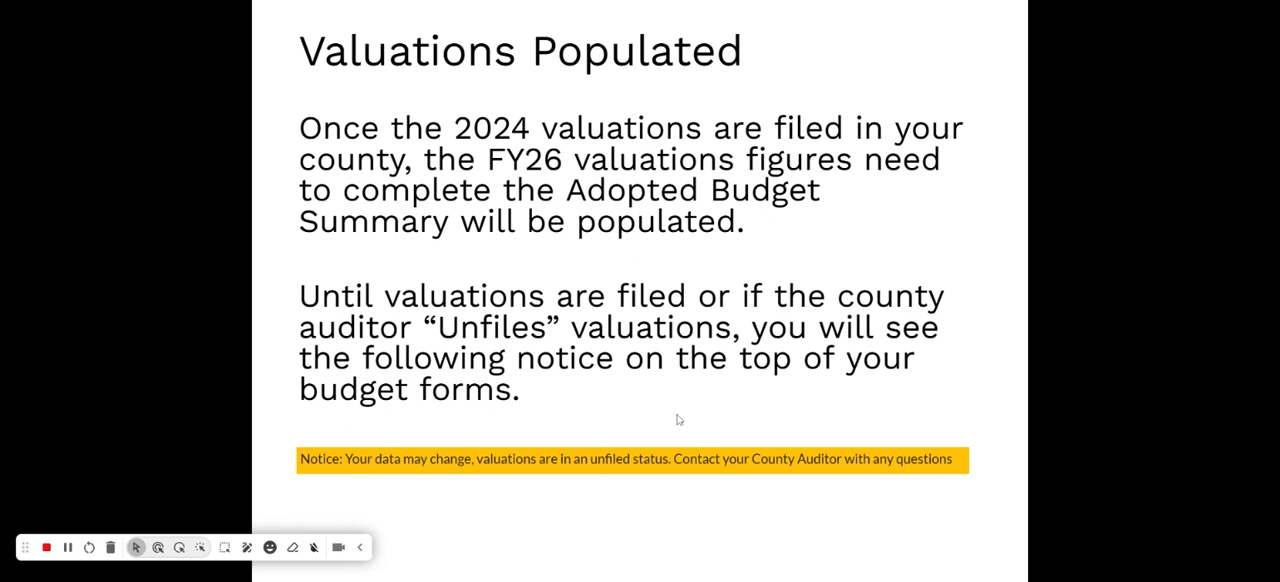 Valuations Populated
Once the 2024 valuations are filed in your
county, the FY26 valuations figures need
to complete the Adopted Budget
Summary will be populated.
Until valuations are filed or if the county
auditor “Unfiles” valuations, you will see
the following notice on the top of your
budget forms.
Notice: Your data may change, valuations are in an unfiled status. Contact your County Auditor with any questions